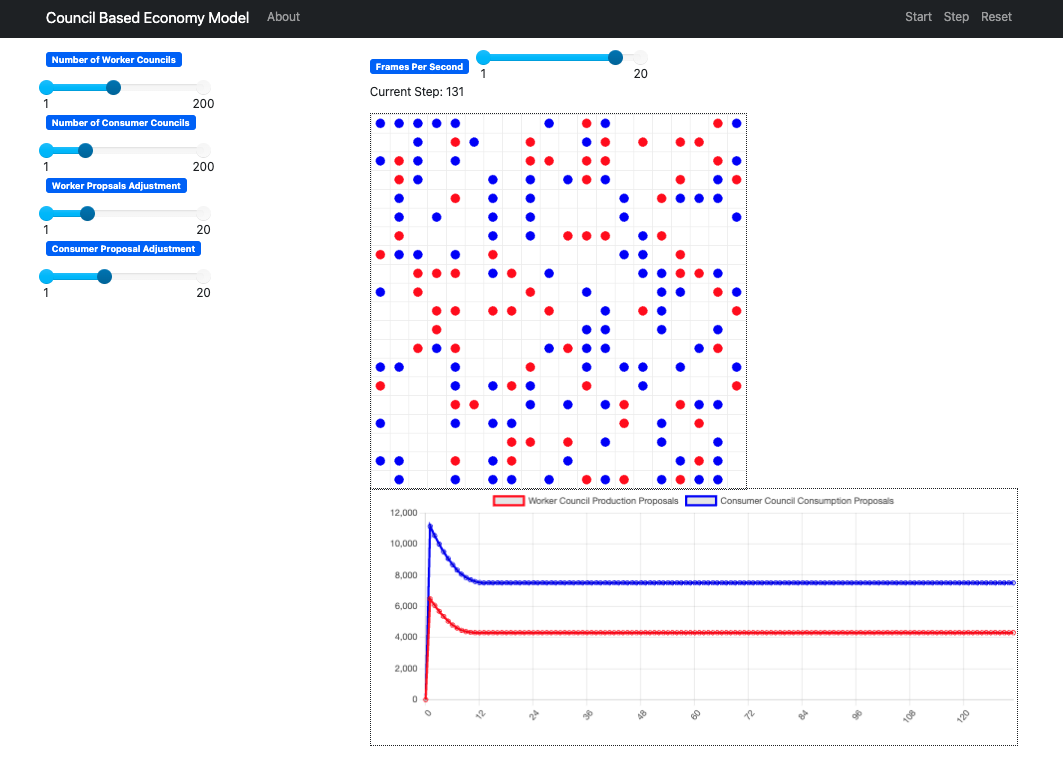 Council Based Economy Model About Start Step Reset
Number of Worker Councils
1 200
Number of Consumer Councils
1 200
Worker Propsals Adjustment
1 20
Consumer Proposal Adjustment
1 20
Frames Per Second
1 20
Current Step: 131
Worker Council Production Proposals Consumer Council Consumption Proposals
12,000
10,000
8,000
6,000
4,000
2,000
0
0 12 24 36 48 60 72 84 96 108 120